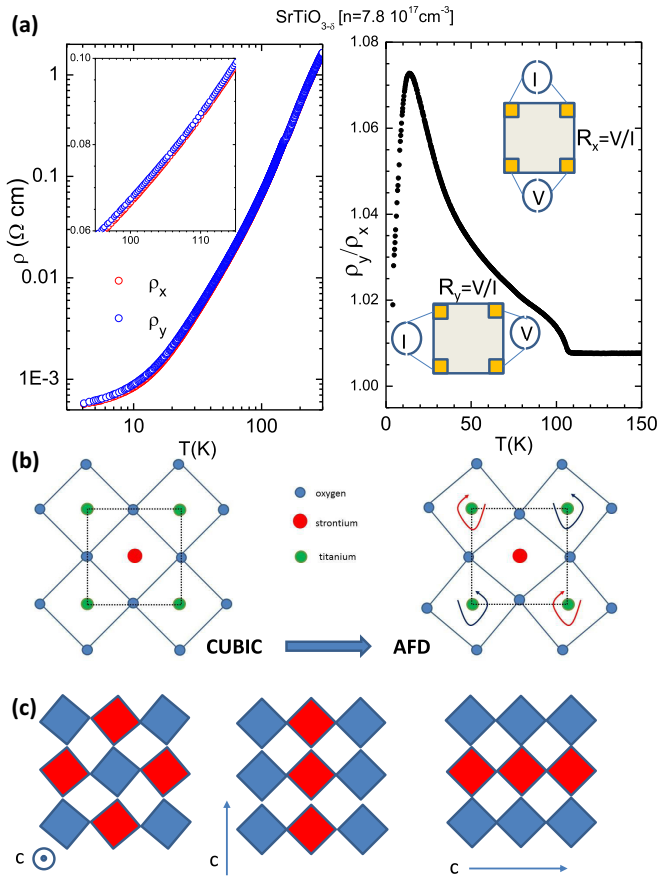 SrTiO3-δ [n=7.8 10^17 cm^-3]
(a)
1
0.1
0.01
1E-3
ρ (Ω cm)
10
100
T(K)
0.10
0.08
0.06
100
110
ρx
ρy
1.08
1.06
1.04
1.02
1.00
ρy/ρx
0
50
100
150
T(K)
I
V
Rx=V/I
Ry=V/I
I
V
(b)
oxygen
strontium
titanium
CUBIC
AFD
(c)
C
C
C